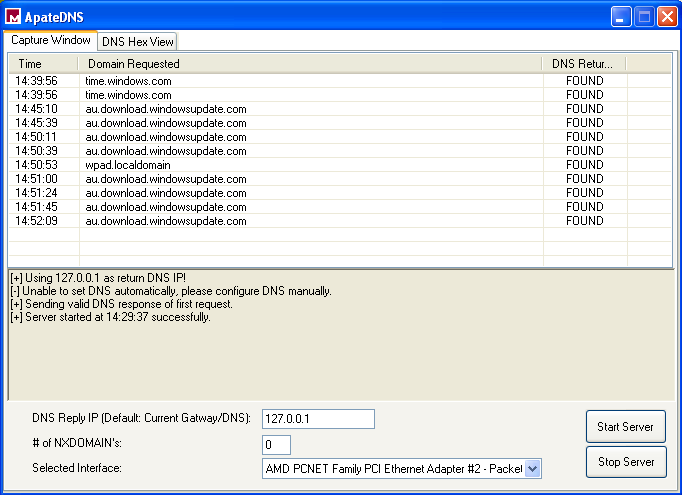 ApateDNS
Capture Window DNS Hex View
Time Domain Requested DNS Retur...
14:39:56 time.windows.com FOUND
14:39:56 time.windows.com FOUND
14:45:10 au.download.windowsupdate.com FOUND
14:45:39 au.download.windowsupdate.com FOUND
14:50:11 au.download.windowsupdate.com FOUND
14:50:39 au.download.windowsupdate.com FOUND
14:50:53 wpad.localdomain FOUND
14:51:00 au.download.windowsupdate.com FOUND
14:51:24 au.download.windowsupdate.com FOUND
14:51:45 au.download.windowsupdate.com FOUND
14:52:09 au.download.windowsupdate.com FOUND
[+] Using 127.0.0.1 as return DNS IP!
[-] Unable to set DNS automatically, please configure DNS manually.
[+] Sending valid DNS response of first request.
[+] Server started at 14:29:37 successfully.
DNS Reply IP (Default: Current Gatway/DNS): 127.0.0.1
Start Server
# of NXDOMAIN's: 0
Selected Interface: AMD PCNET Family PCI Ethernet Adapter #2 - Packet
Stop Server